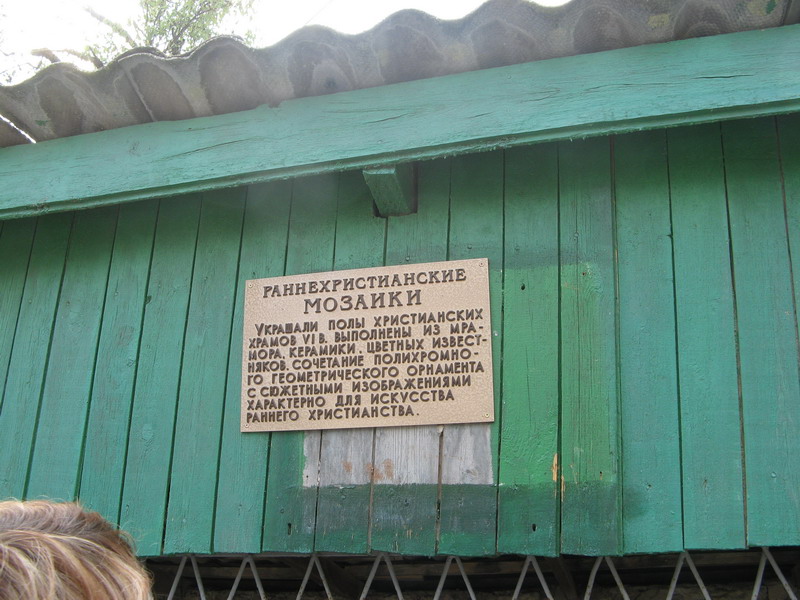 РАННЕХРИСТИАНСКИЕ
МОЗАИКИ
УКРАШАЛИ ПОЛЫ ХРИСТИАНСКИХ
ХРАМОВ VI В. ВЫПОЛНЕНЫ ИЗ МРА-
МОРА, КЕРАМИКИ, ЦВЕТНЫХ ИЗВЕСТ-
НЯКОВ. СОЧЕТАНИЕ ПОЛИХРОМНО-
ГО ГЕОМЕТРИЧЕСКОГО ОРНАМЕНТА
С СЮЖЕТНЫМИ ИЗОБРАЖЕНИЯМИ
ХАРАКТЕРНО ДЛЯ ИСКУССТВА
РАННЕГО ХРИСТИАНСТВА.